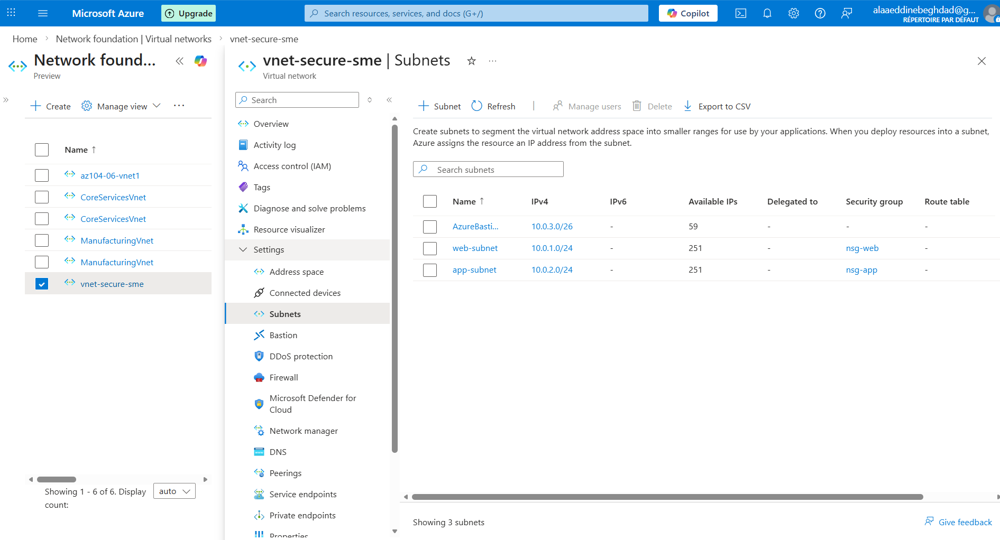 Microsoft Azure
Upgrade
Search resources, services, and docs (G+/)
Copilot
alaaeddinebeghdad@g...
RÉPERTOIRE PAR DÉFAUT
Home > Network foundation | Virtual networks > vnet-secure-sme
Network found...
Preview
Create
Manage view
Name ↑
az104-06-vnet1
CoreServicesVnet
CoreServicesVnet
ManufacturingVnet
ManufacturingVnet
vnet-secure-sme
Showing 1 - 6 of 6. Display
count:
auto
vnet-secure-sme | Subnets
Virtual network
Search
Overview
Activity log
Access control (IAM)
Tags
Diagnose and solve problems
Resource visualizer
Settings
Address space
Connected devices
Subnets
Bastion
DDoS protection
Firewall
Microsoft Defender for
Cloud
Network manager
DNS
Peerings
Service endpoints
Private endpoints
Properties
Subnet
Refresh
Manage users
Delete
Export to CSV
Create subnets to segment the virtual network address space into smaller ranges for use by your applications. When you deploy resources into a subnet,
Azure assigns the resource an IP address from the subnet.
Search subnets
Name ↑ IPv4 IPv6 Available IPs Delegated to Security group Route table
AzureBasti... 10.0.3.0/26 - 59 - - -
web-subnet 10.0.1.0/24 - 251 - nsg-web -
app-subnet 10.0.2.0/24 - 251 - nsg-app -
Showing 3 subnets
Give feedback